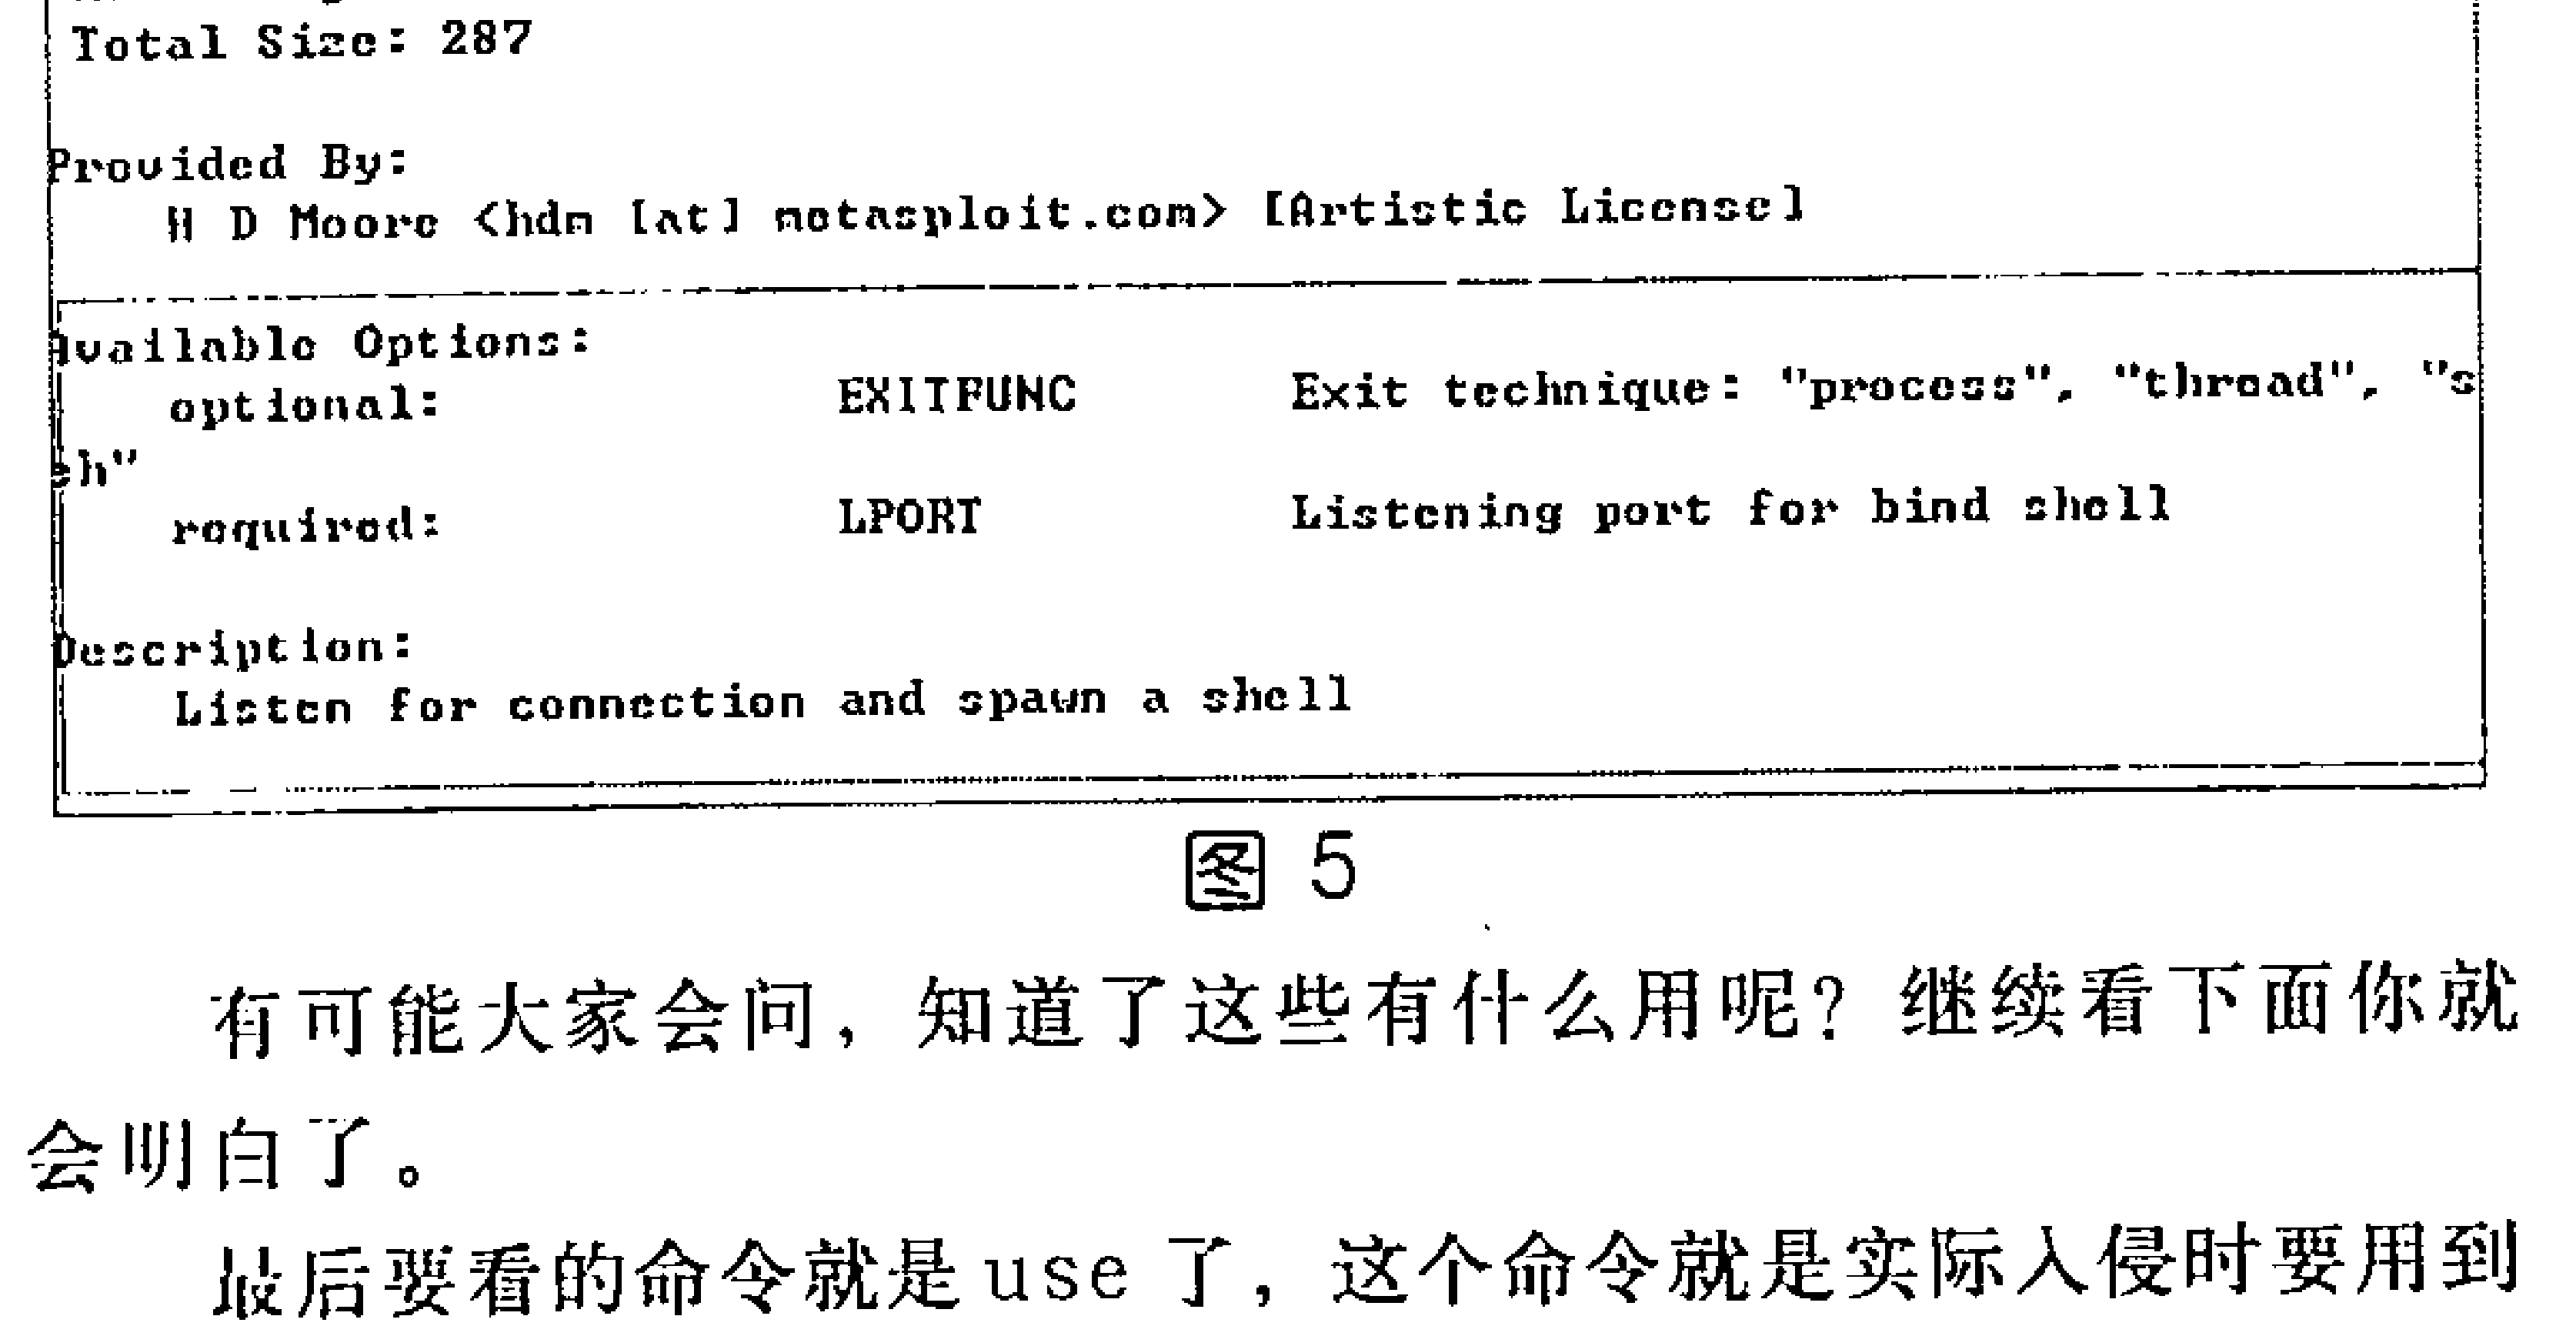 Total Size: 287
Provided By:
H D Moore <hdm [at] metasploit.com> [Artistic License]
Available Options:
optional: EXITFUNC Exit technique: "process", "thread", "s
eh"
required: LPORT Listening port for bind shell
Description:
Listen for connection and spawn a shell
图 5
有可能大家会问，知道了这些有什么用呢？继续看下面你就
会明白了。
最后要看的命令就是 use 了，这个命令就是实际入侵时要用到